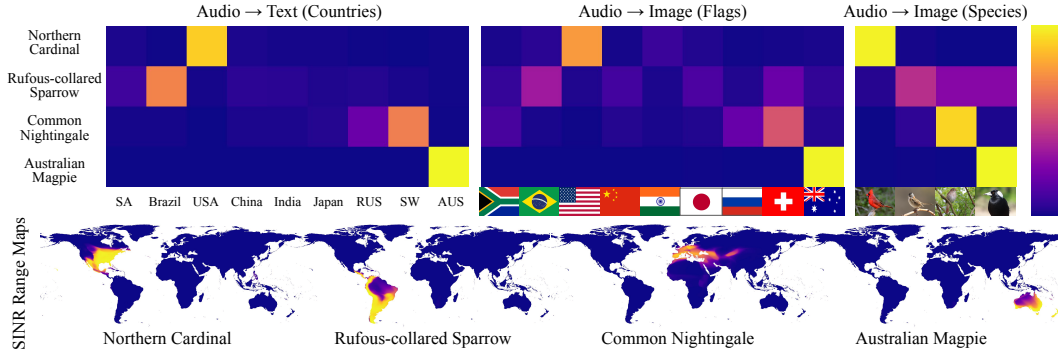 Audio → Text (Countries)
Audio → Image (Flags)
Audio → Image (Species)
Northern
Cardinal
Rufous-collared
Sparrow
Common
Nightingale
Australian
Magpie
SA Brazil USA China India Japan RUS SW AUS
SINR Range Maps
Northern Cardinal
Rufous-collared Sparrow
Common Nightingale
Australian Magpie